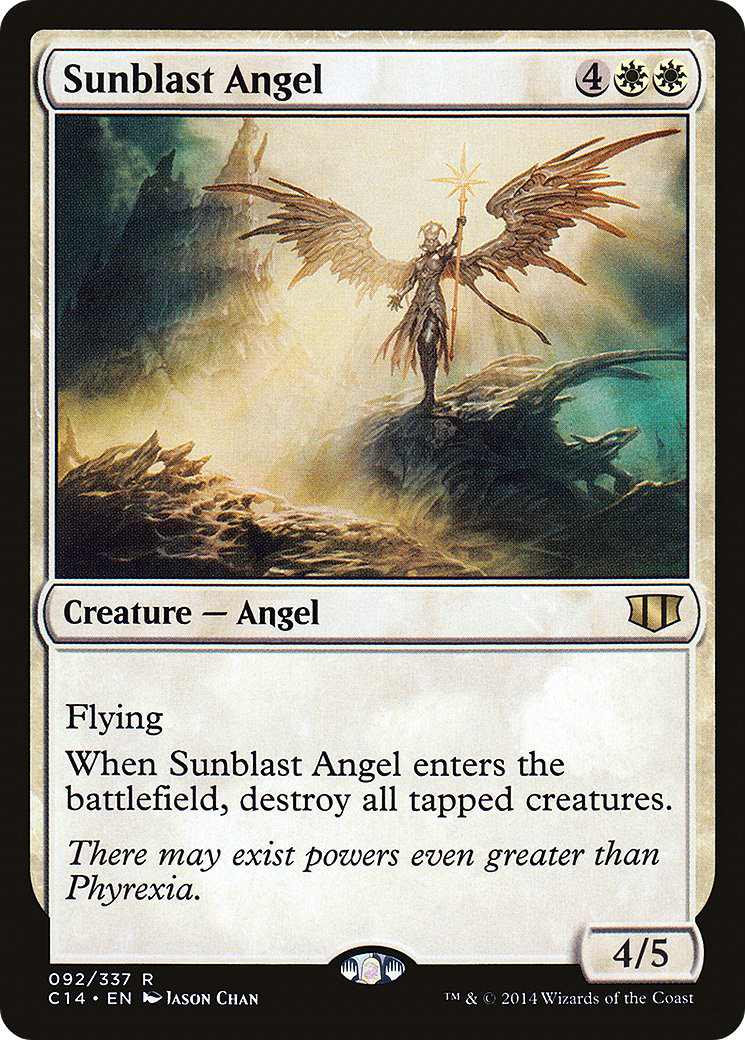 Sunblast Angel 4
Creature — Angel
Flying
When Sunblast Angel enters the
battlefield, destroy all tapped creatures.
There may exist powers even greater than
Phyrexia.
4/5
092/337 R
C14 • EN Jason Chan
™ & © 2014 Wizards of the Coast